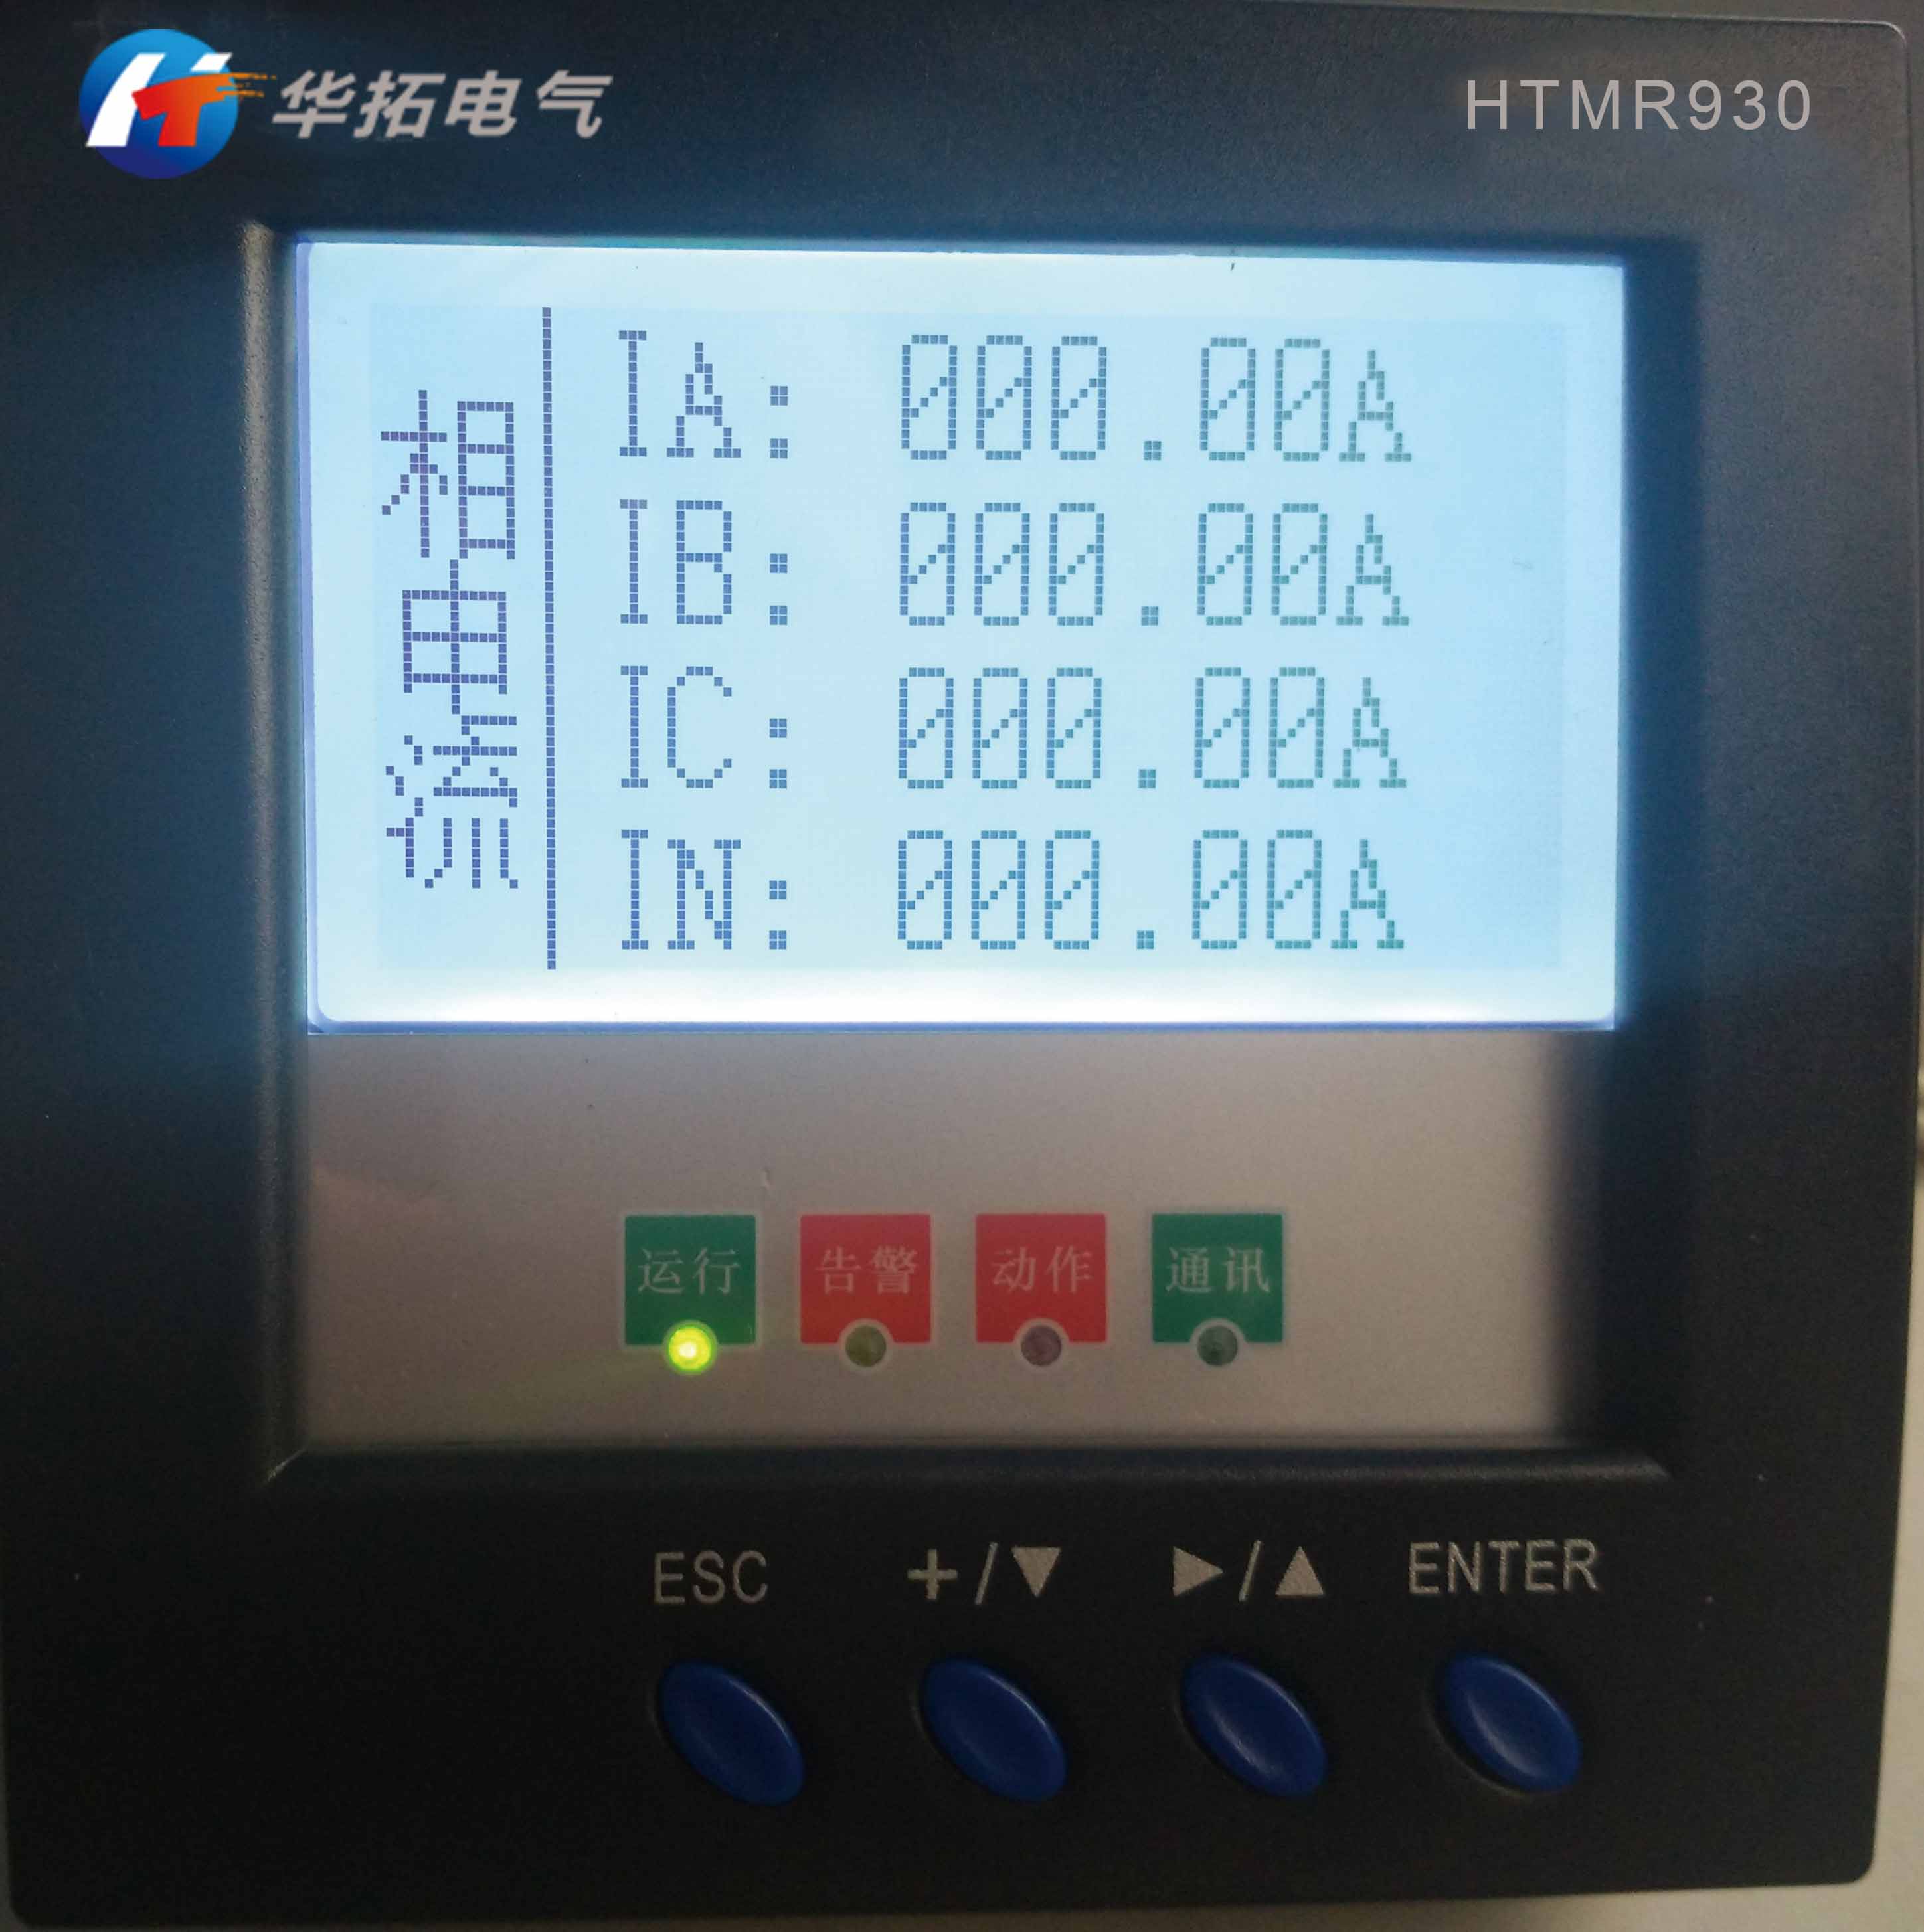 HT 华拓电气
HTMR930
相电流
IA: 000.00A
IB: 000.00A
IC: 000.00A
IN: 000.00A
运行 告警 动作 通讯
ESC +/▼ ▶/▲ ENTER